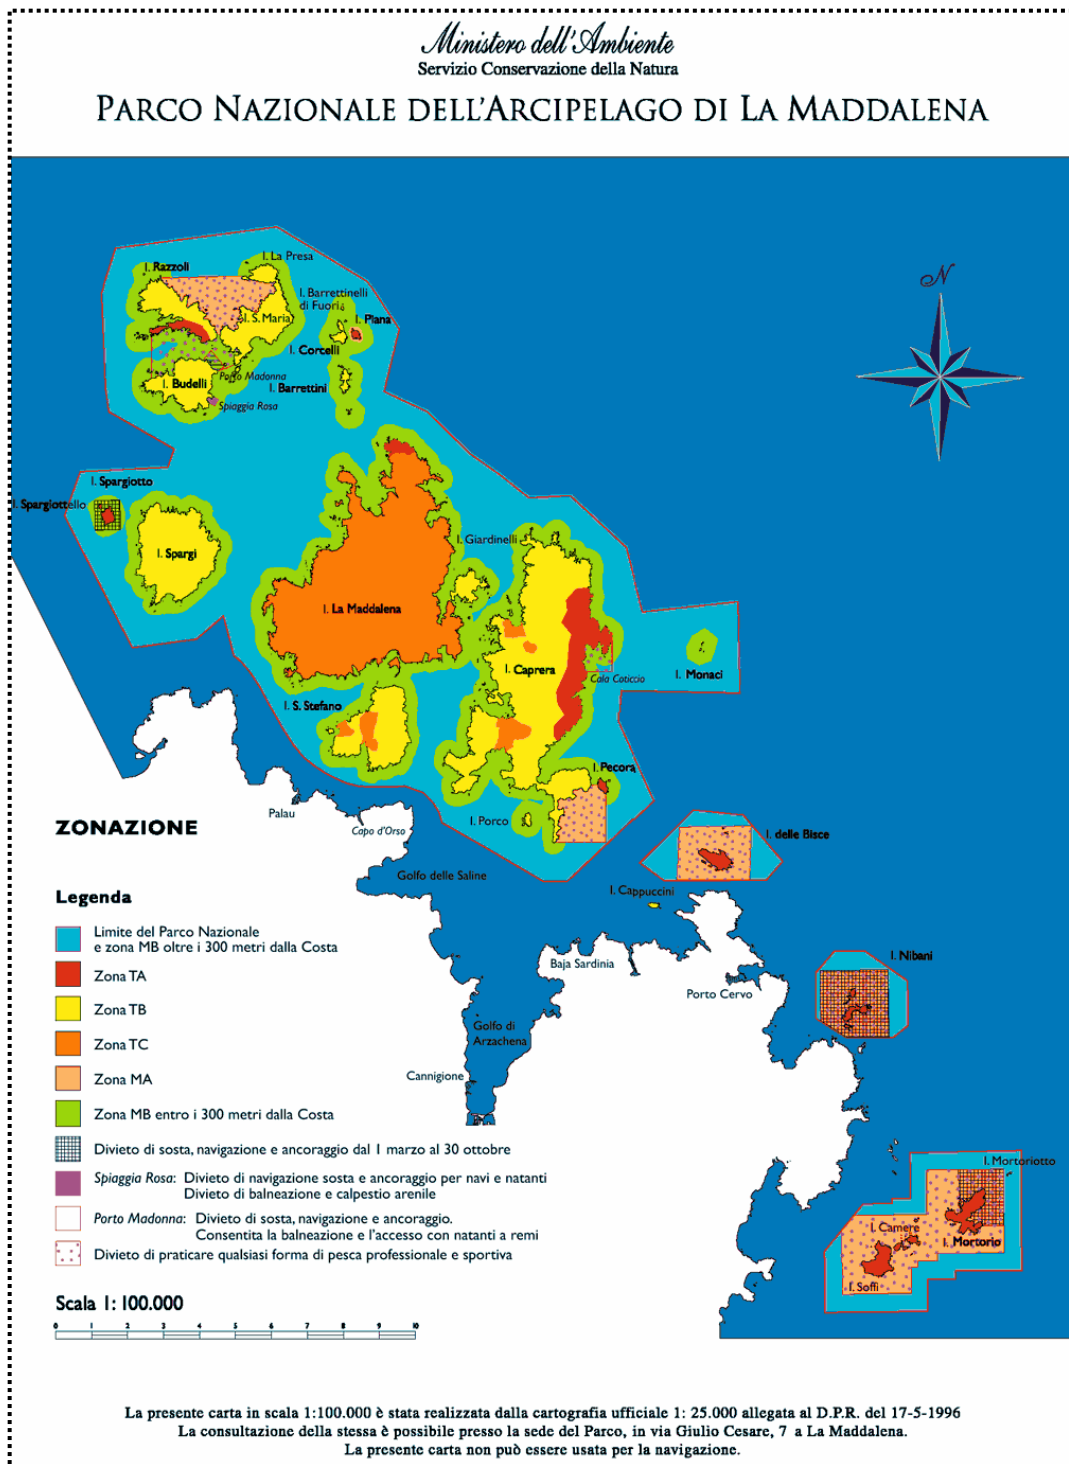 Ministero dell'Ambiente
Servizio Conservazione della Natura
PARCO NAZIONALE DELL'ARCIPELAGO DI LA MADDALENA
I. La Presa
I. Razzoli
I. Barrettinelli
di Fuori
I. S. Maria
I. Piana
I. Corcelli
Porto Madonna
I. Budelli
I. Barrettini
Spiaggia Rosa
N
I. Spargiotto
I. Spargiottello
I. Spargi
I. Giardinelli
I. La Maddalena
I. Caprera
Cala Coticcio
I. Monaci
I. S. Stefano
I. Pecora
Palau
Capo d'Orso
I. Porco
I. delle Bisce
Golfo delle Saline
I. Cappuccini
Baja Sardinia
I. Nibani
Porto Cervo
Golfo di
Arzachena
Cannigione
I. Mortoriotto
I. Camere
I. Mortorio
I. Soffi
ZONAZIONE
Legenda
Limite del Parco Nazionale
e zona MB oltre i 300 metri dalla Costa
Zona TA
Zona TB
Zona TC
Zona MA
Zona MB entro i 300 metri dalla Costa
Divieto di sosta, navigazione e ancoraggio dal 1 marzo al 30 ottobre
Spiaggia Rosa: Divieto di navigazione sosta e ancoraggio per navi e natanti
Divieto di balneazione e calpestio arenile
Porto Madonna: Divieto di sosta, navigazione e ancoraggio.
Consentita la balneazione e l'accesso con natanti a remi
Divieto di praticare qualsiasi forma di pesca professionale e sportiva
Scala 1: 100.000
0 1 2 3 4 5 6 7 8 9 10
La presente carta in scala 1:100.000 è stata realizzata dalla cartografia ufficiale 1: 25.000 allegata al D.P.R. del 17-5-1996
La consultazione della stessa è possibile presso la sede del Parco, in via Giulio Cesare, 7 a La Maddalena.
La presente carta non può essere usata per la navigazione.